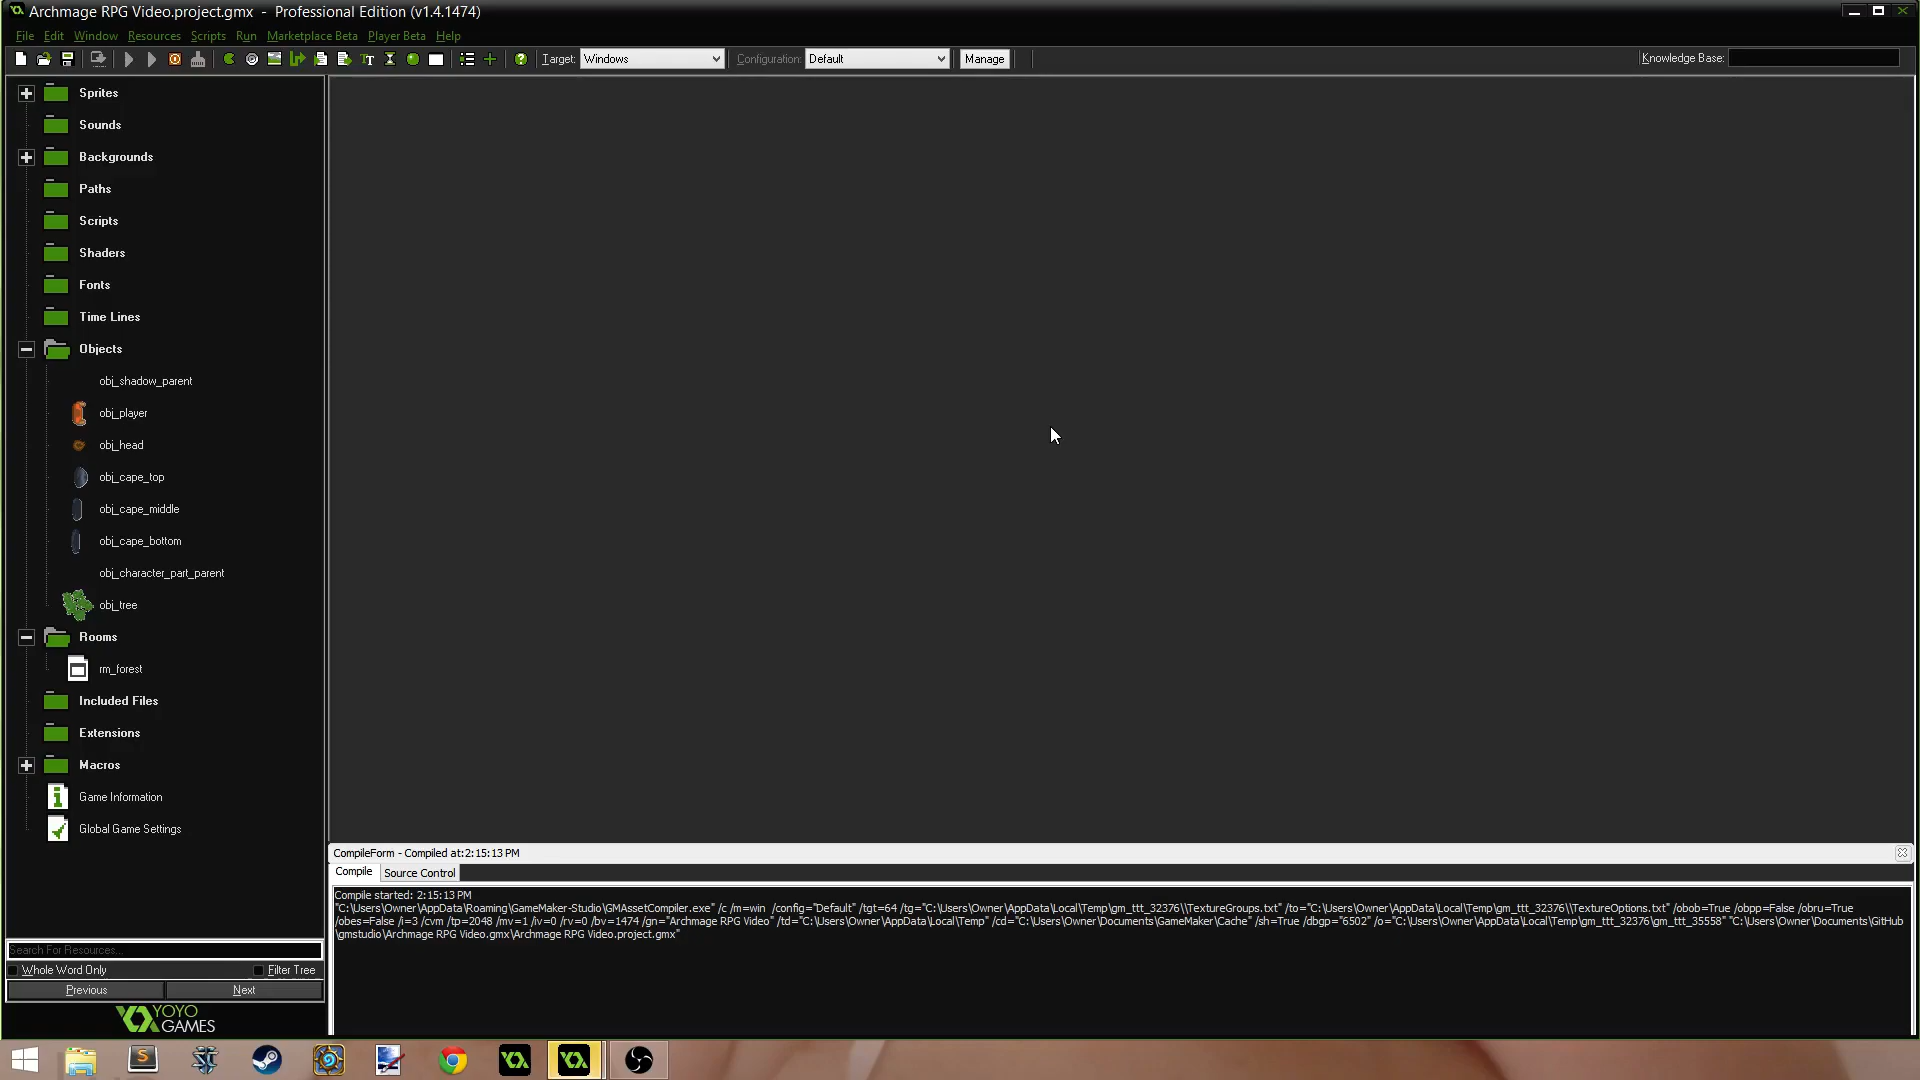 Archmage RPG Video.project.gmx  -  Professional Edition (v1.4.1474)
File Edit Window Resources Scripts Run Marketplace Beta Player Beta Help
Target: Windows Configuration: Default Manage Knowledge Base:
Sprites
Sounds
Backgrounds
Paths
Scripts
Shaders
Fonts
Time Lines
Objects
obj_shadow_parent
obj_player
obj_head
obj_cape_top
obj_cape_middle
obj_cape_bottom
obj_character_part_parent
obj_tree
Rooms
rm_forest
Included Files
Extensions
Macros
Game Information
Global Game Settings
Search For Resources...
Whole Word Only Filter Tree
Previous Next
YOYO
GAMES
CompileForm - Compiled at:2:15:13 PM
Compile Source Control
Compile started: 2:15:13 PM
"C:\Users\Owner\AppData\Roaming\GameMaker-Studio\GMAssetCompiler.exe" /c /m=win  /config="Default" /tgt=64 /tg="C:\Users\Owner\AppData\Local\Temp\gm_ttt_32376\\TextureGroups.txt" /to="C:\Users\Owner\AppData\Local\Temp\gm_ttt_32376\\TextureOptions.txt" /obob=True /obpp=False /obru=True
/obes=False /i=3 /cvm /tp=2048 /mv=1 /iv=0 /rv=0 /bv=1474 /gn="Archmage RPG Video" /td="C:\Users\Owner\AppData\Local\Temp" /cd="C:\Users\Owner\Documents\GameMaker\Cache" /sh=True /dbgp="6502" /o="C:\Users\Owner\AppData\Local\Temp\gm_ttt_32376\gm_ttt_35558" "C:\Users\Owner\Documents\GitHub
\gmstudio\Archmage RPG Video.gmx\Archmage RPG Video.project.gmx"